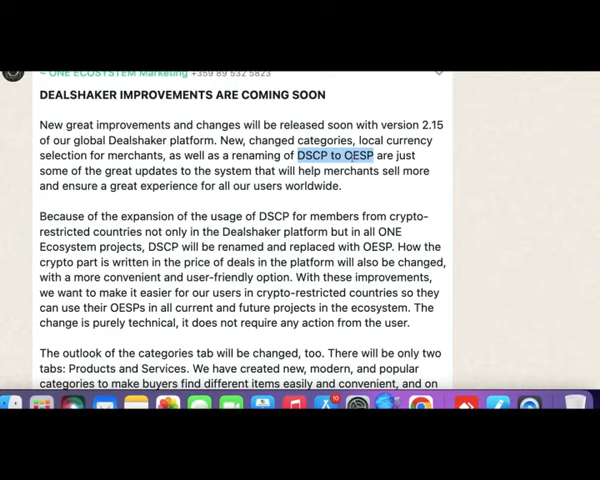 ~ ONE ECOSYSTEM Marketing +359 89 532 5823
DEALSHAKER IMPROVEMENTS ARE COMING SOON
New great improvements and changes will be released soon with version 2.15
of our global Dealshaker platform. New, changed categories, local currency
selection for merchants, as well as a renaming of DSCP to OESP are just
some of the great updates to the system that will help merchants sell more
and ensure a great experience for all our users worldwide.
Because of the expansion of the usage of DSCP for members from crypto-
restricted countries not only in the Dealshaker platform but in all ONE
Ecosystem projects, DSCP will be renamed and replaced with OESP. How the
crypto part is written in the price of deals in the platform will also be changed,
with a more convenient and user-friendly option. With these improvements,
we want to make it easier for our users in crypto-restricted countries so they
can use their OESPs in all current and future projects in the ecosystem. The
change is purely technical, it does not require any action from the user.
The outlook of the categories tab will be changed, too. There will be only two
tabs: Products and Services. We have created new, modern, and popular
categories to make buyers find different items easily and convenient, and on